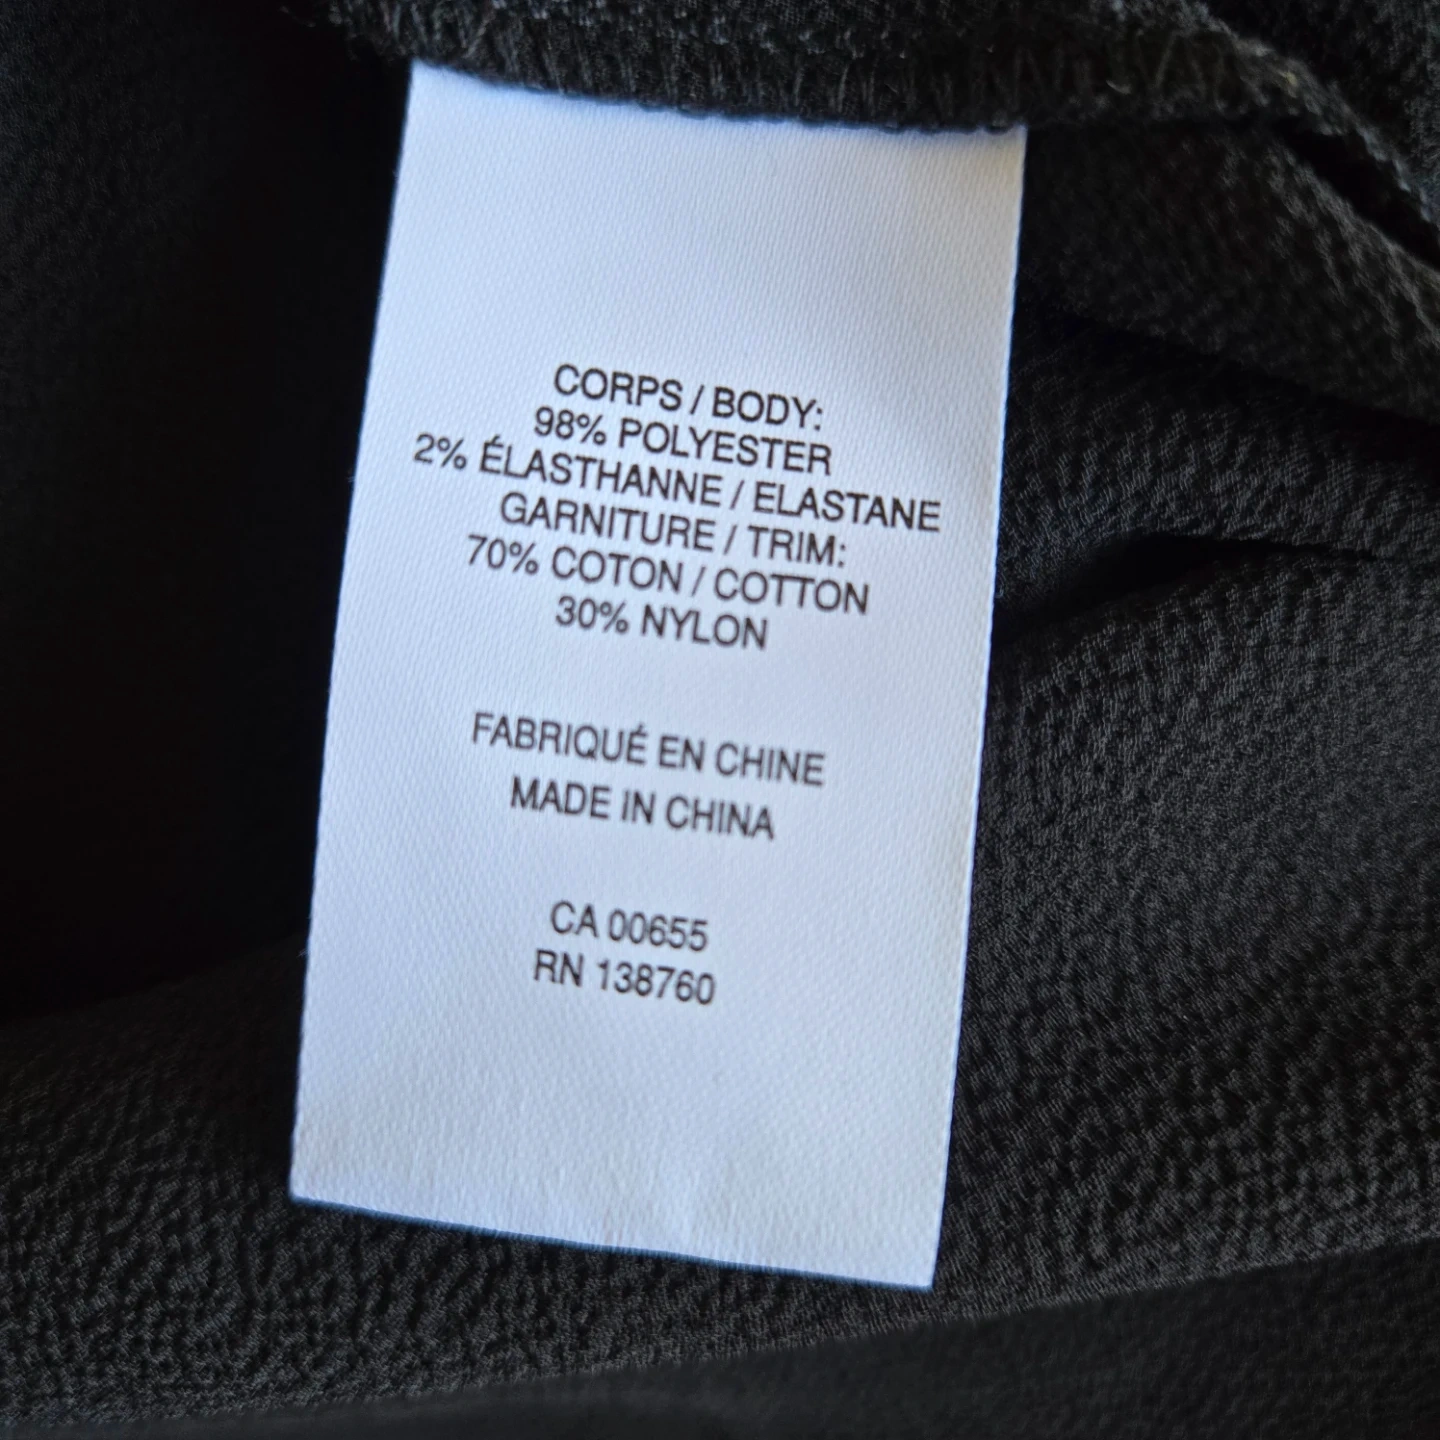 CORPS / BODY:
98% POLYESTER
2% ÉLASTHANNE / ELASTANE
GARNITURE / TRIM:
70% COTON / COTTON
30% NYLON
FABRIQUÉ EN CHINE
MADE IN CHINA
CA 00655
RN 138760